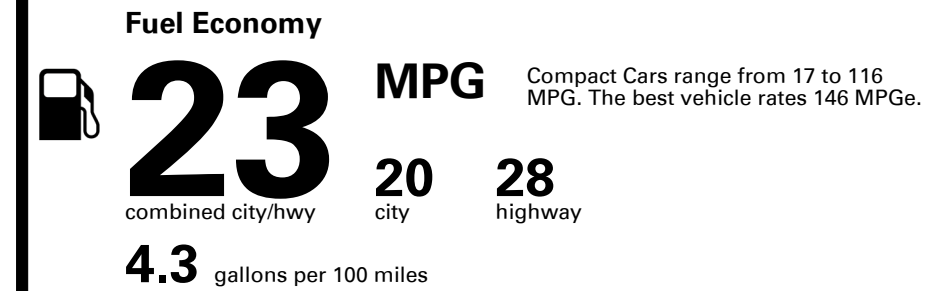 Fuel Economy
23 MPG
Compact Cars range from 17 to 116
MPG. The best vehicle rates 146 MPGe.
20 28
combined city/hwy city highway
4.3 gallons per 100 miles